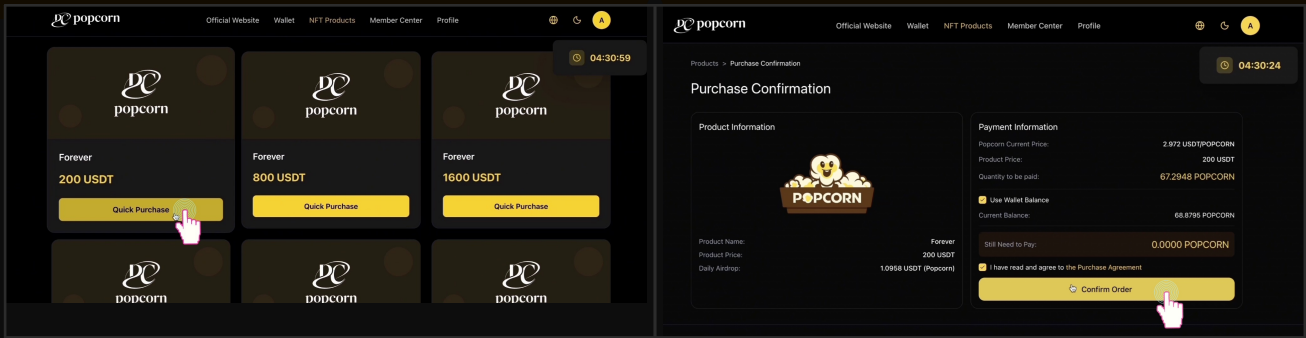 popcorn
Official Website Wallet NFT Products Member Center Profile
A
04:30:59
popcorn
popcorn
popcorn
Forever
200 USDT
Quick Purchase
Forever
800 USDT
Quick Purchase
Forever
1600 USDT
Quick Purchase
popcorn
popcorn
popcorn
popcorn
Official Website Wallet NFT Products Member Center Profile
A
04:30:24
Products > Purchase Confirmation
Purchase Confirmation
Product Information
POPCORN
Product Name: Forever
Product Price: 200 USDT
Daily Airdrop: 1.0958 USDT (Popcorn)
Payment Information
Popcorn Current Price: 2.972 USDT/POPCORN
Product Price: 200 USDT
Quantity to be paid: 67.2948 POPCORN
Use Wallet Balance
Current Balance: 68.8795 POPCORN
Still Need to Pay: 0.0000 POPCORN
I have read and agree to the Purchase Agreement
Confirm Order